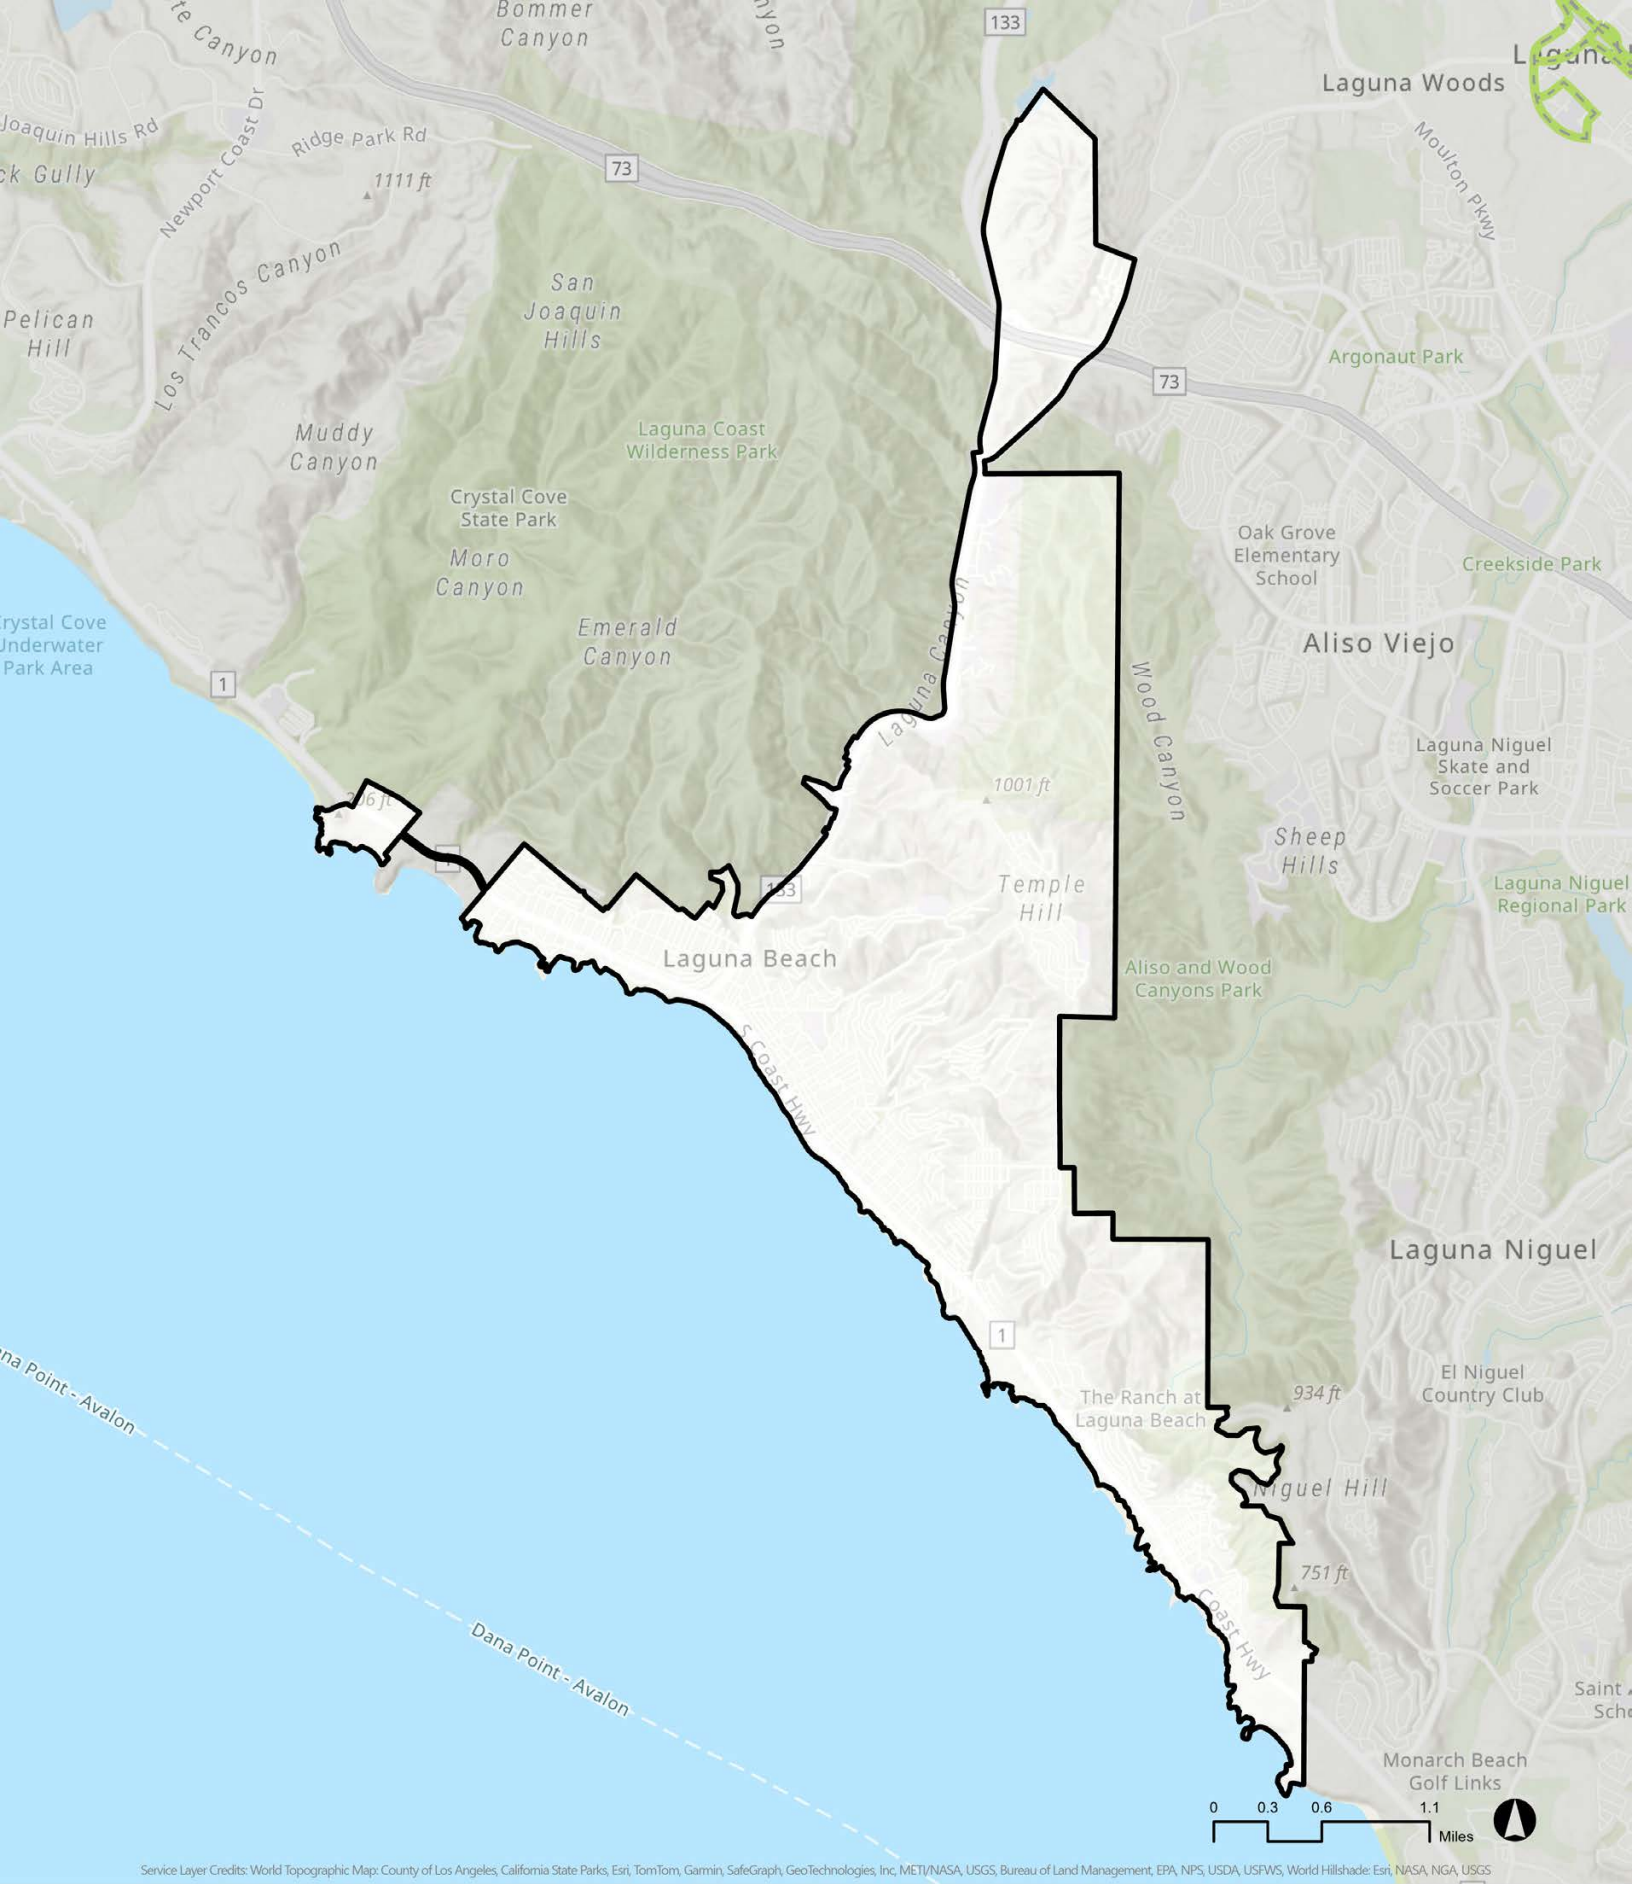 Bommer
Canyon
Canyon
133
Laguna Woods
Joaquin Hills Rd
Newport Coast Dr
Ridge Park Rd
73
Moulton Pkwy
1111 ft
Los Trancos Canyon
San
Joaquin
Hills
Pelican
Hill
Argonaut Park
73
Muddy
Canyon
Laguna Coast
Wilderness Park
Crystal Cove
State Park
Moro
Canyon
Oak Grove
Elementary
School
Creekside Park
Emerald
Canyon
Laguna Canyon
Aliso Viejo
Underwater
Park Area
1
Wood Canyon
Laguna Niguel
Skate and
Soccer Park
1001 ft
Sheep
Hills
133
Temple
Hill
Laguna Niguel
Regional Park
Laguna Beach
Aliso and Wood
Canyons Park
S Coast Hwy
Laguna Niguel
1
El Niguel
Country Club
934 ft
The Ranch at
Laguna Beach
Dana Point - Avalon
Niguel Hill
751 ft
Coast Hwy
Dana Point - Avalon
Saint
Monarch Beach
Golf Links
0 0.3 0.6 1.1
Miles
Service Layer Credits: World Topographic Map: County of Los Angeles, California State Parks, Esri, TomTom, Garmin, SafeGraph, GeoTechnologies, Inc, METI/NASA, USGS, Bureau of Land Management, EPA, NPS, USDA, USFWS, World Hillshade: Esri, NASA, NGA, USGS